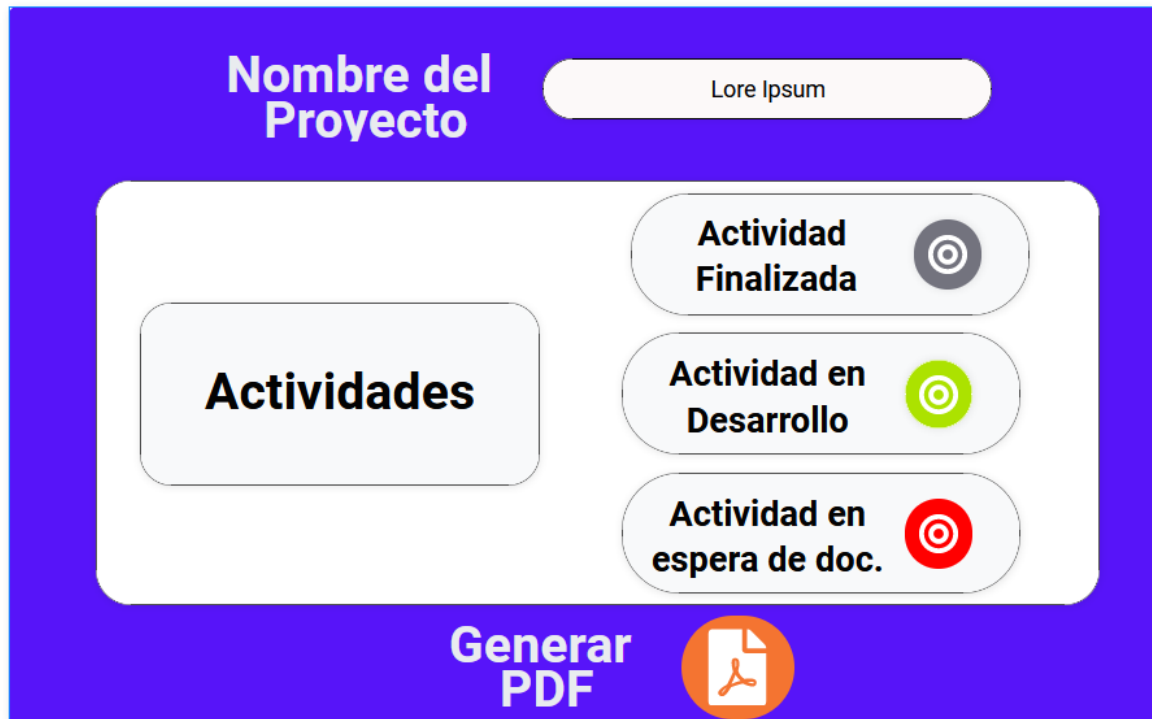 Nombre del
Proyecto
Lore Ipsum
Actividades
Actividad
Finalizada
Actividad en
Desarrollo
Actividad en
espera de doc.
Generar
PDF